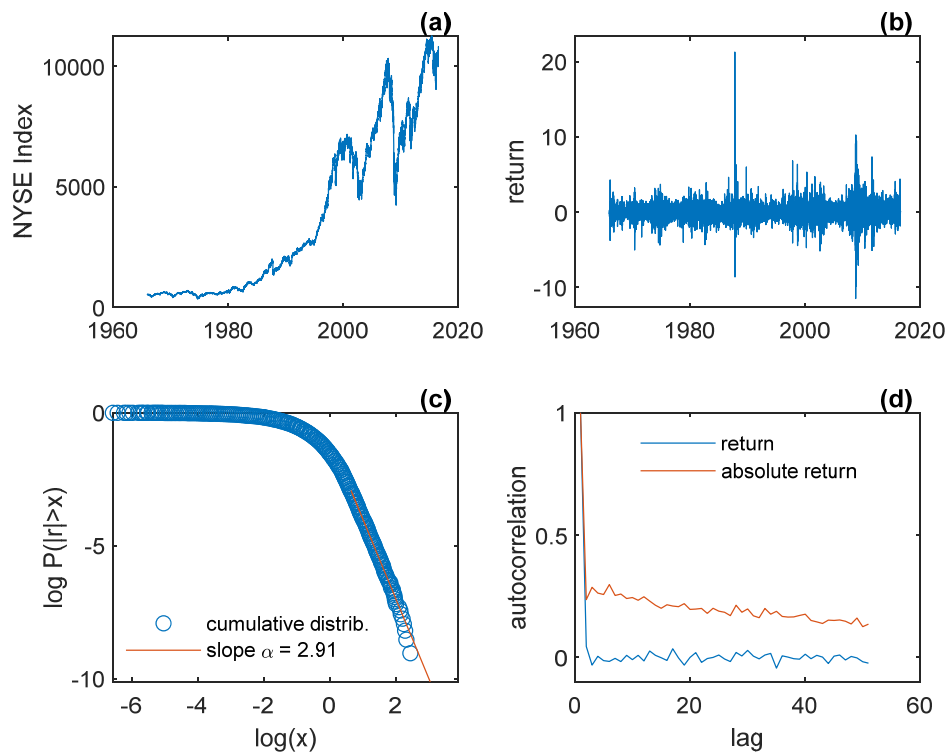 (a)
NYSE Index
10000
5000
0
1960
1980
2000
2020
(b)
return
20
10
0
-10
1960
1980
2000
2020
(c)
log P(|r|>x)
0
-5
-10
cumulative distrib.
slope α = 2.91
-6
-4
-2
0
2
log(x)
(d)
autocorrelation
1
0.5
0
return
absolute return
0
20
40
60
lag